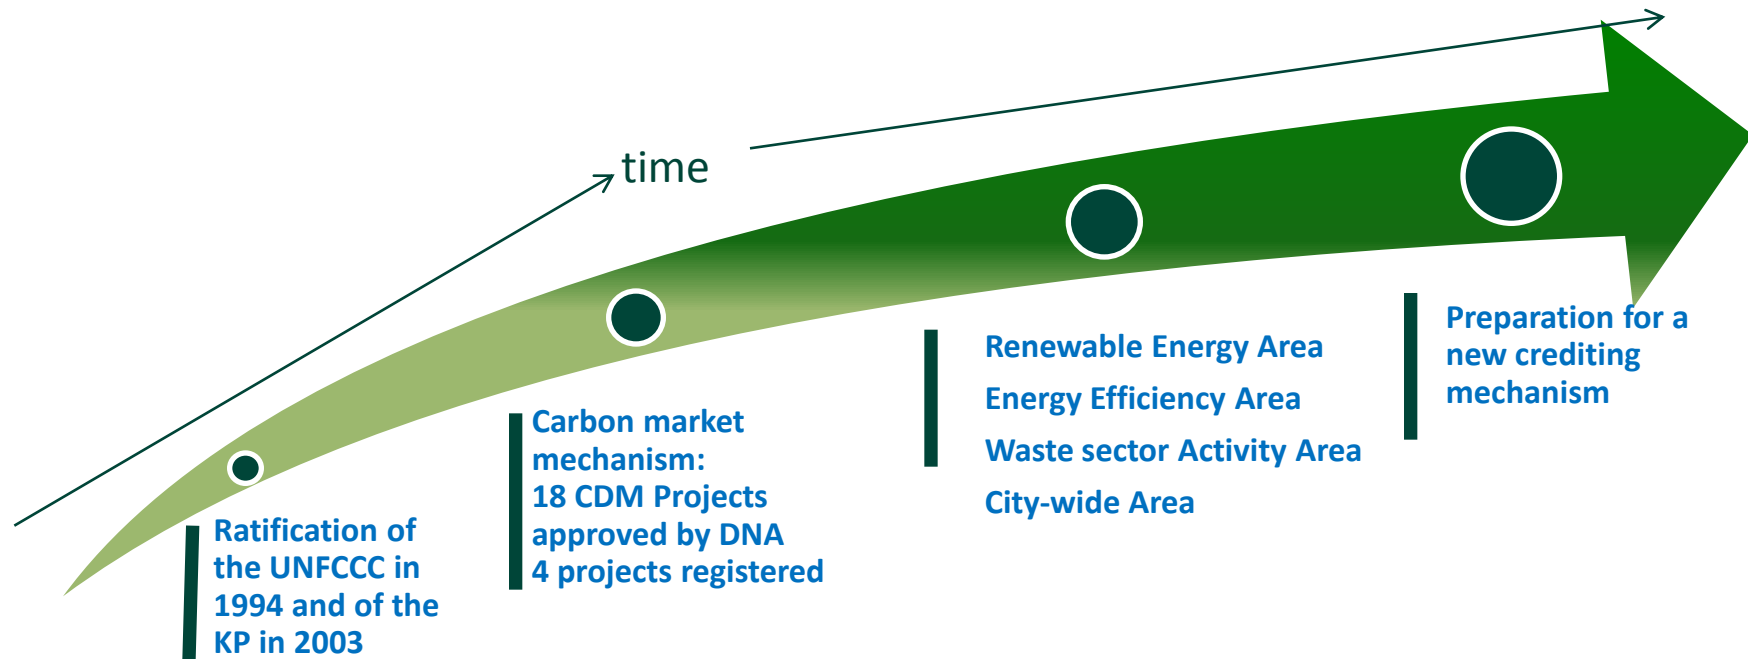 time
Ratification of
the UNFCCC in
1994 and of the
KP in 2003
Carbon market
mechanism:
18 CDM Projects
approved by DNA
4 projects registered
Renewable Energy Area
Energy Efficiency Area
Waste sector Activity Area
City-wide Area
Preparation for a
new crediting
mechanism